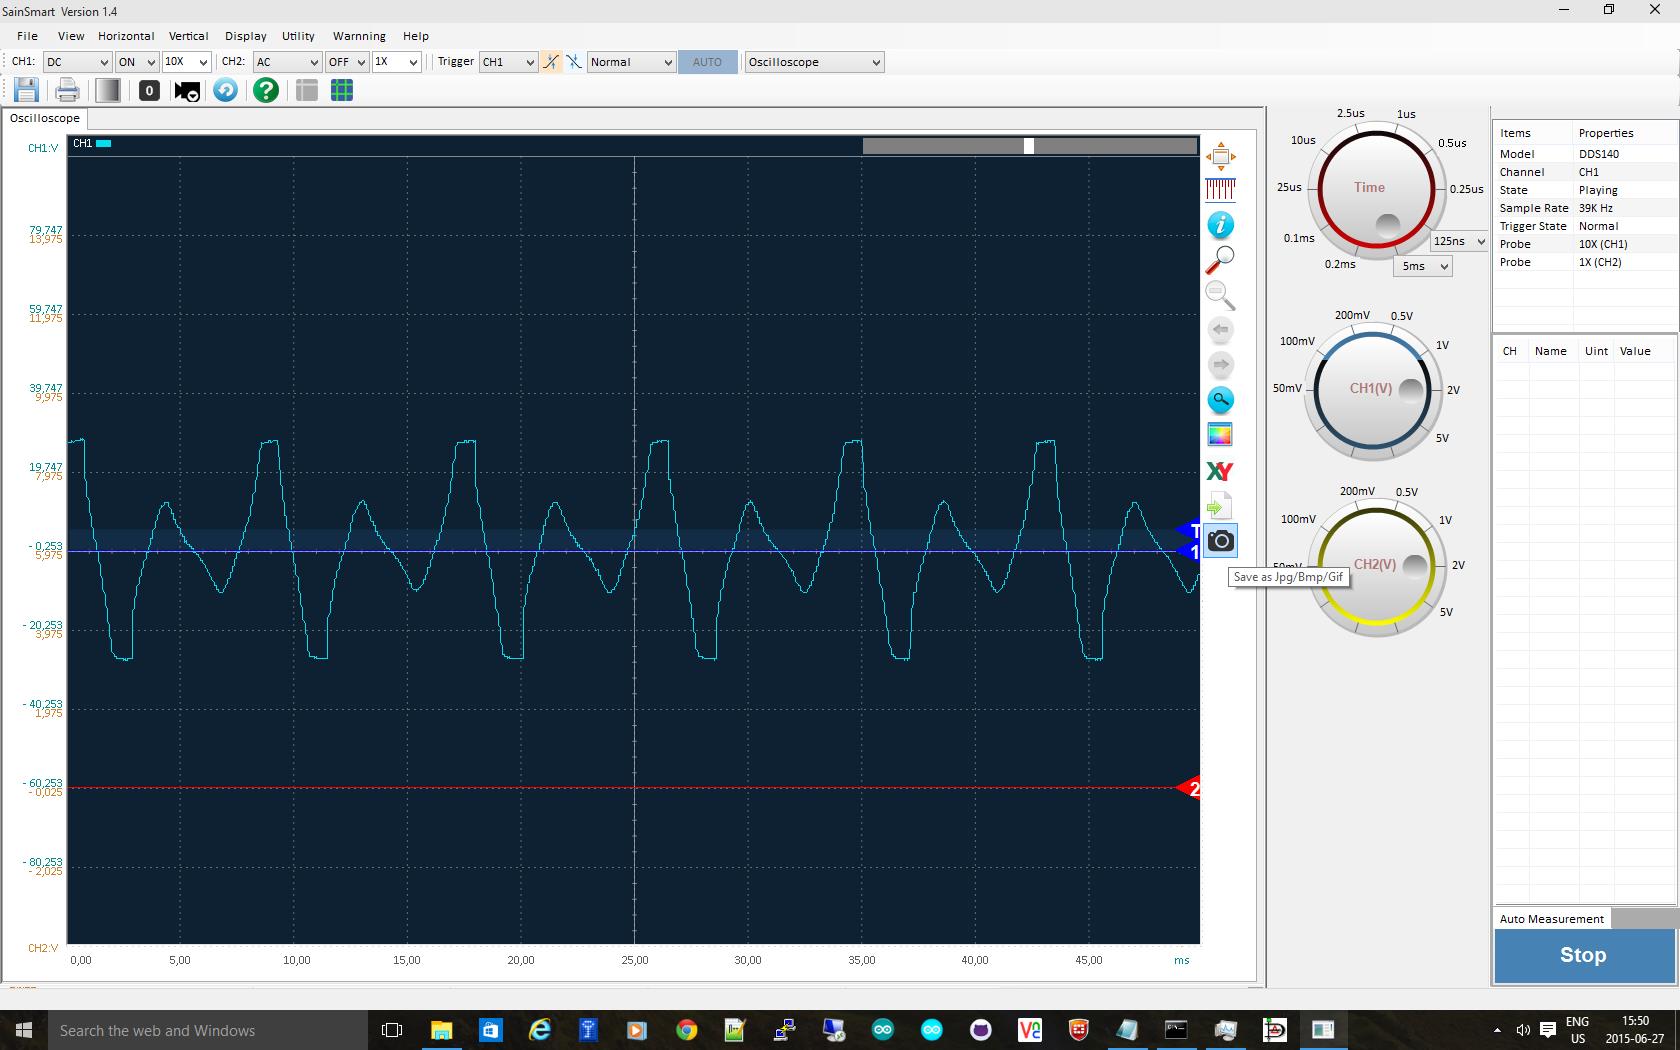 SainSmart Version 1.4
File View Horizontal Vertical Display Utility Warnning Help
CH1: DC ON 10X CH2: AC OFF 1X Trigger CH1 Normal AUTO Oscilloscope
0 ?
Oscilloscope
CH1:V
CH1
79,747
13,975
59,747
11,975
39,747
9,975
19,747
7,975
- 0,253
5,975
- 20,253
3,975
- 40,253
1,975
- 60,253
- 0,025
- 80,253
- 2,025
CH2:V
0,00 5,00 10,00 15,00 20,00 25,00 30,00 35,00 40,00 45,00 ms
T
1
2
i
XY
Save as Jpg/Bmp/Gif
2.5us 1us
10us 0.5us
25us Time 0.25us
0.1ms 125ns
0.2ms 5ms
200mV 0.5V
100mV 1V
50mV CH1(V) 2V
5V
200mV 0.5V
100mV 1V
CH2(V) 2V
5V
Items Properties
Model DDS140
Channel CH1
State Playing
Sample Rate 39K Hz
Trigger State Normal
Probe 10X (CH1)
Probe 1X (CH2)
CH Name Uint Value
Auto Measurement
Stop
Search the web and Windows
ENG
US
15:50
2015-06-27